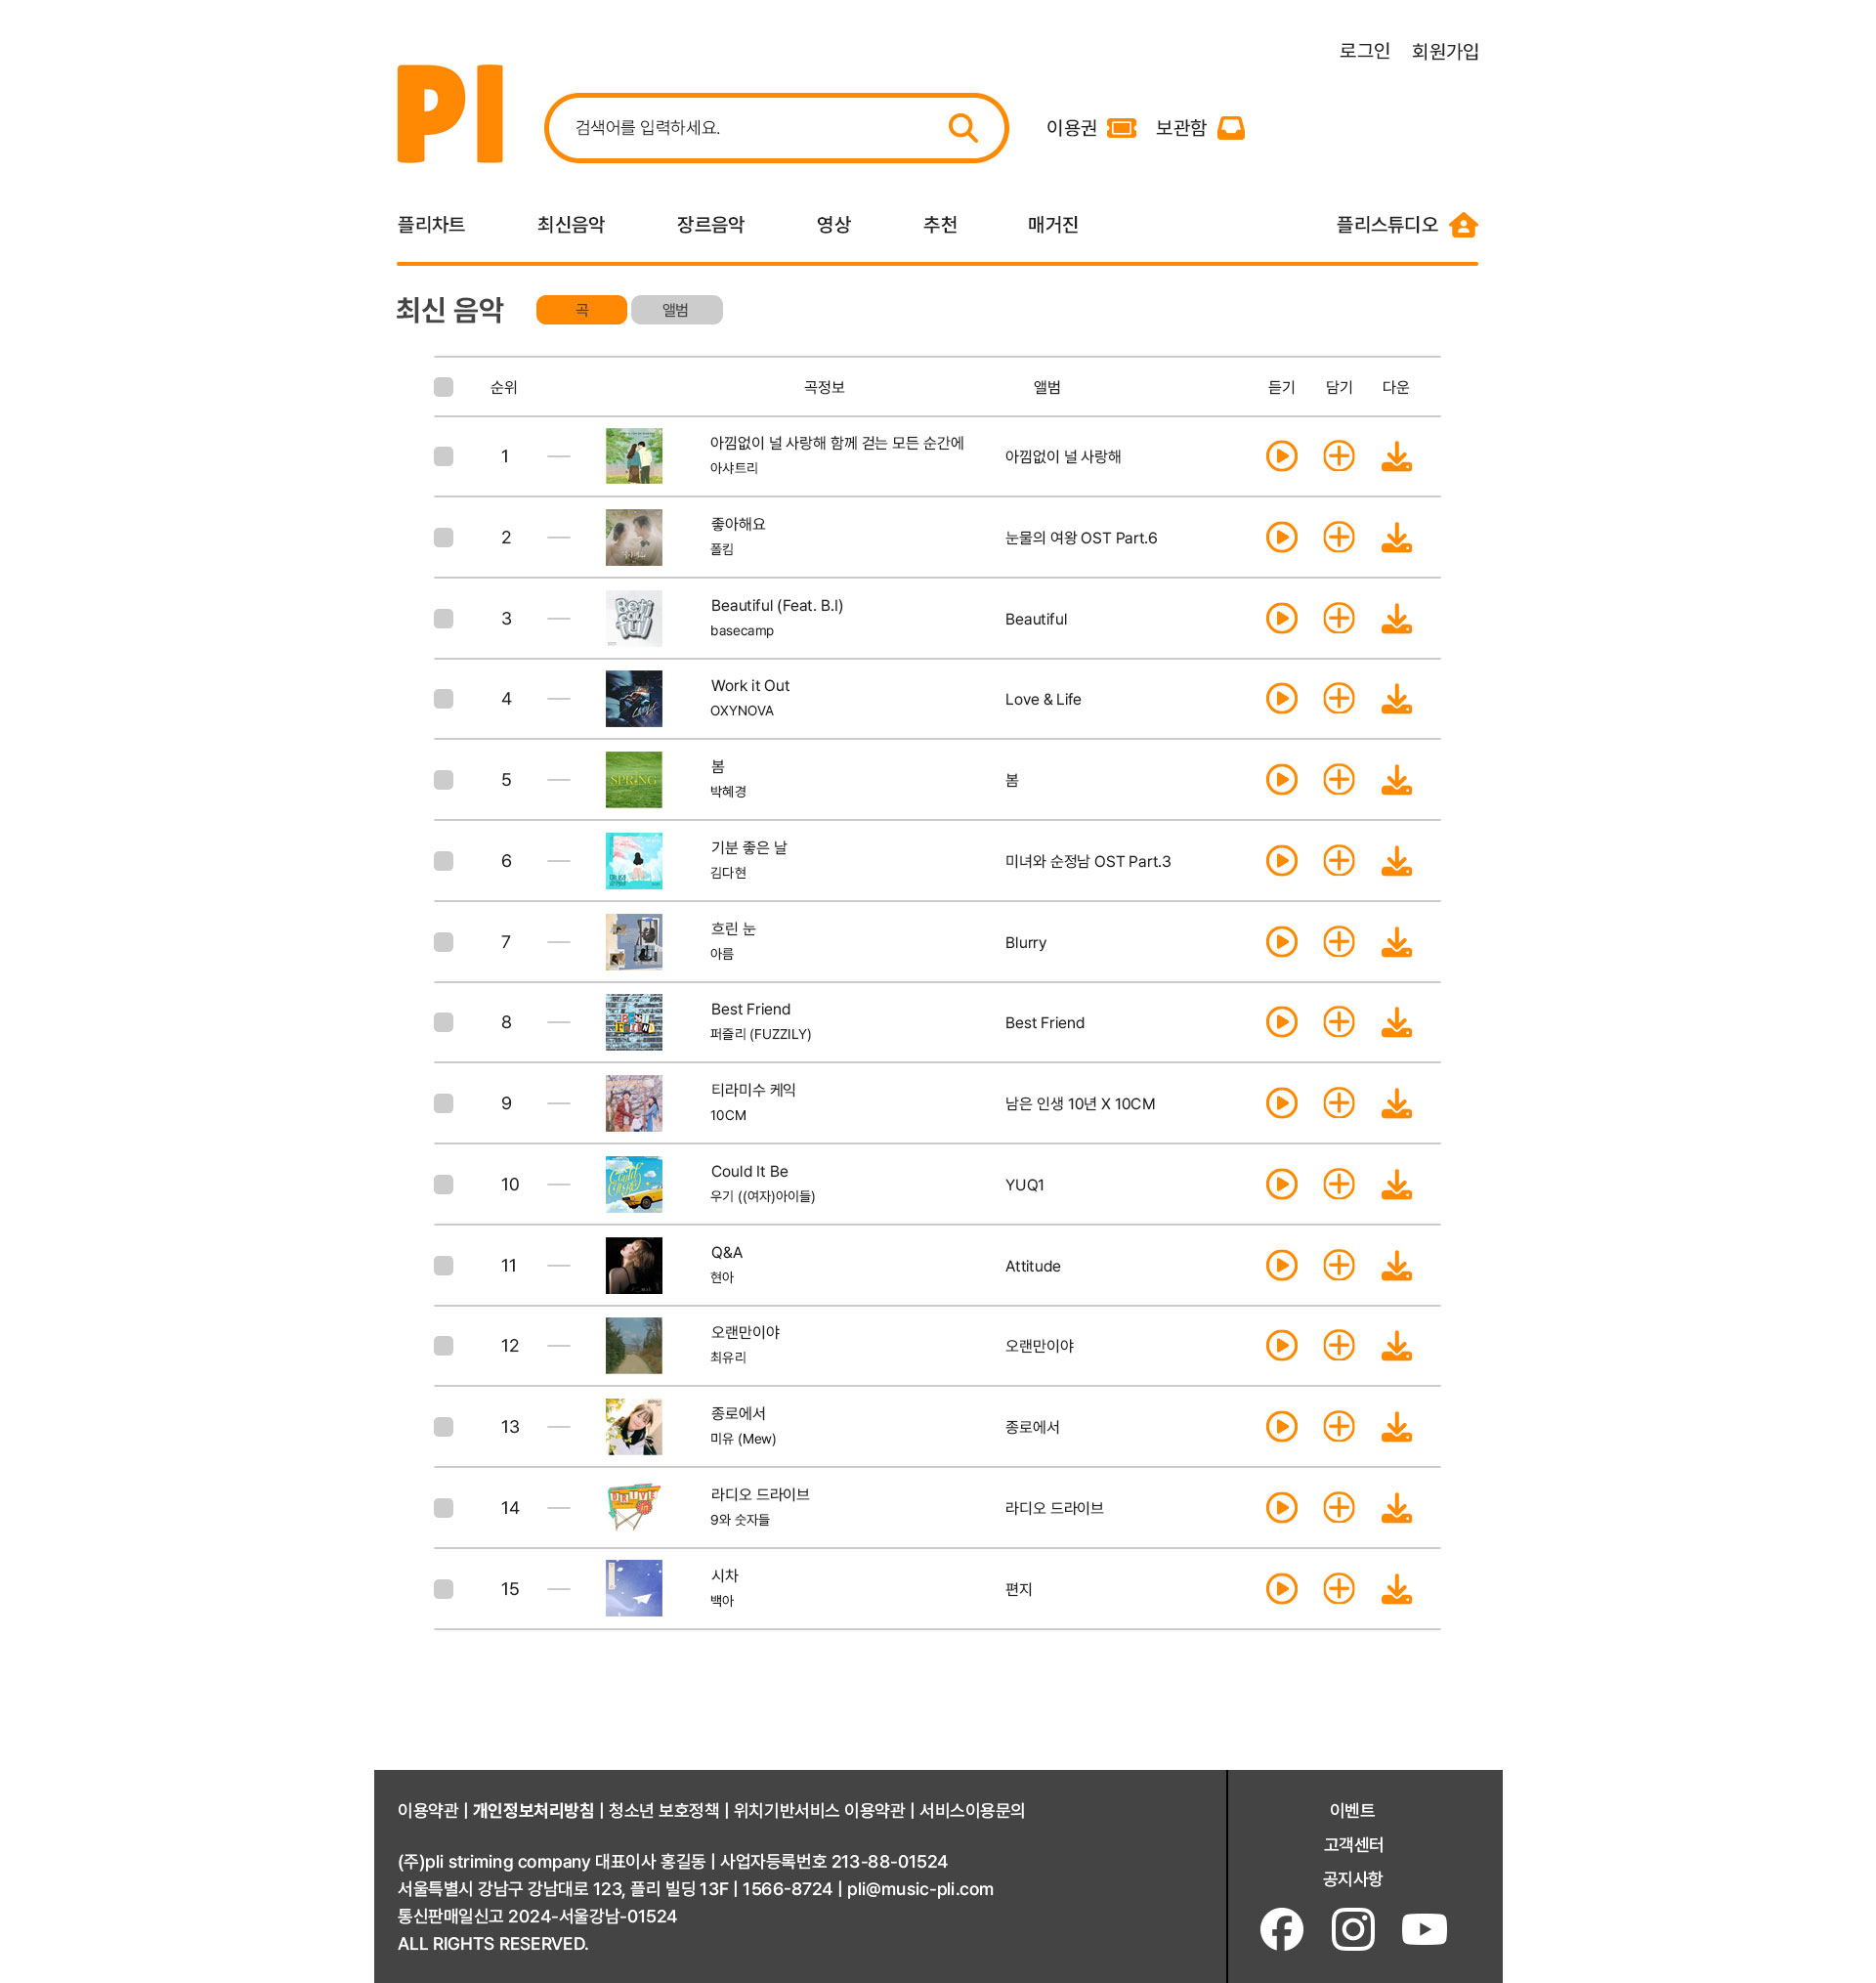 로그인 회원가입
PI
검색어를 입력하세요.
이용권 보관함
플리차트 최신음악 장르음악 영상 추천 매거진 플리스튜디오
최신 음악 곡 앨범
순위 곡정보 앨범 듣기 담기 다운
아낌없이 널 사랑해 함께 걷는 모든 순간에
1 아낌없이 널 사랑해
아샤트리
좋아해요
2 눈물의 여왕 OST Part.6
폴킴
Beautiful (Feat. B.I)
3 Beautiful
basecamp
Work it Out
4 Love & Life
OXYNOVA
봄
5 SPRING 봄
박혜경
기분 좋은 날
6 미녀와 순정남 OST Part.3
김다현
흐린 눈
7 Blurry
아름
Best Friend
8 BEST FRIEND Best Friend
퍼즐리 (FUZZILY)
티라미수 케익
9 남은 인생 10년 X 10CM
10CM
Could It Be
10 YUQ1
우기 ((여자)아이들)
Q&A
11 Attitude
현아
오랜만이야
12 오랜만이야
최유리
종로에서
13 종로에서
미유 (Mew)
라디오 드라이브
14 DRIVE 라디오 드라이브
9와 숫자들
시차
15 편지
백아
이용약관 | 개인정보처리방침 | 청소년 보호정책 | 위치기반서비스 이용약관 | 서비스이용문의
(주)pli striming company 대표이사 홍길동 | 사업자등록번호 213-88-01524
서울특별시 강남구 강남대로 123, 플리 빌딩 13F | 1566-8724 | pli@music-pli.com
통신판매일신고 2024-서울강남-01524
ALL RIGHTS RESERVED.
이벤트
고객센터
공지사항